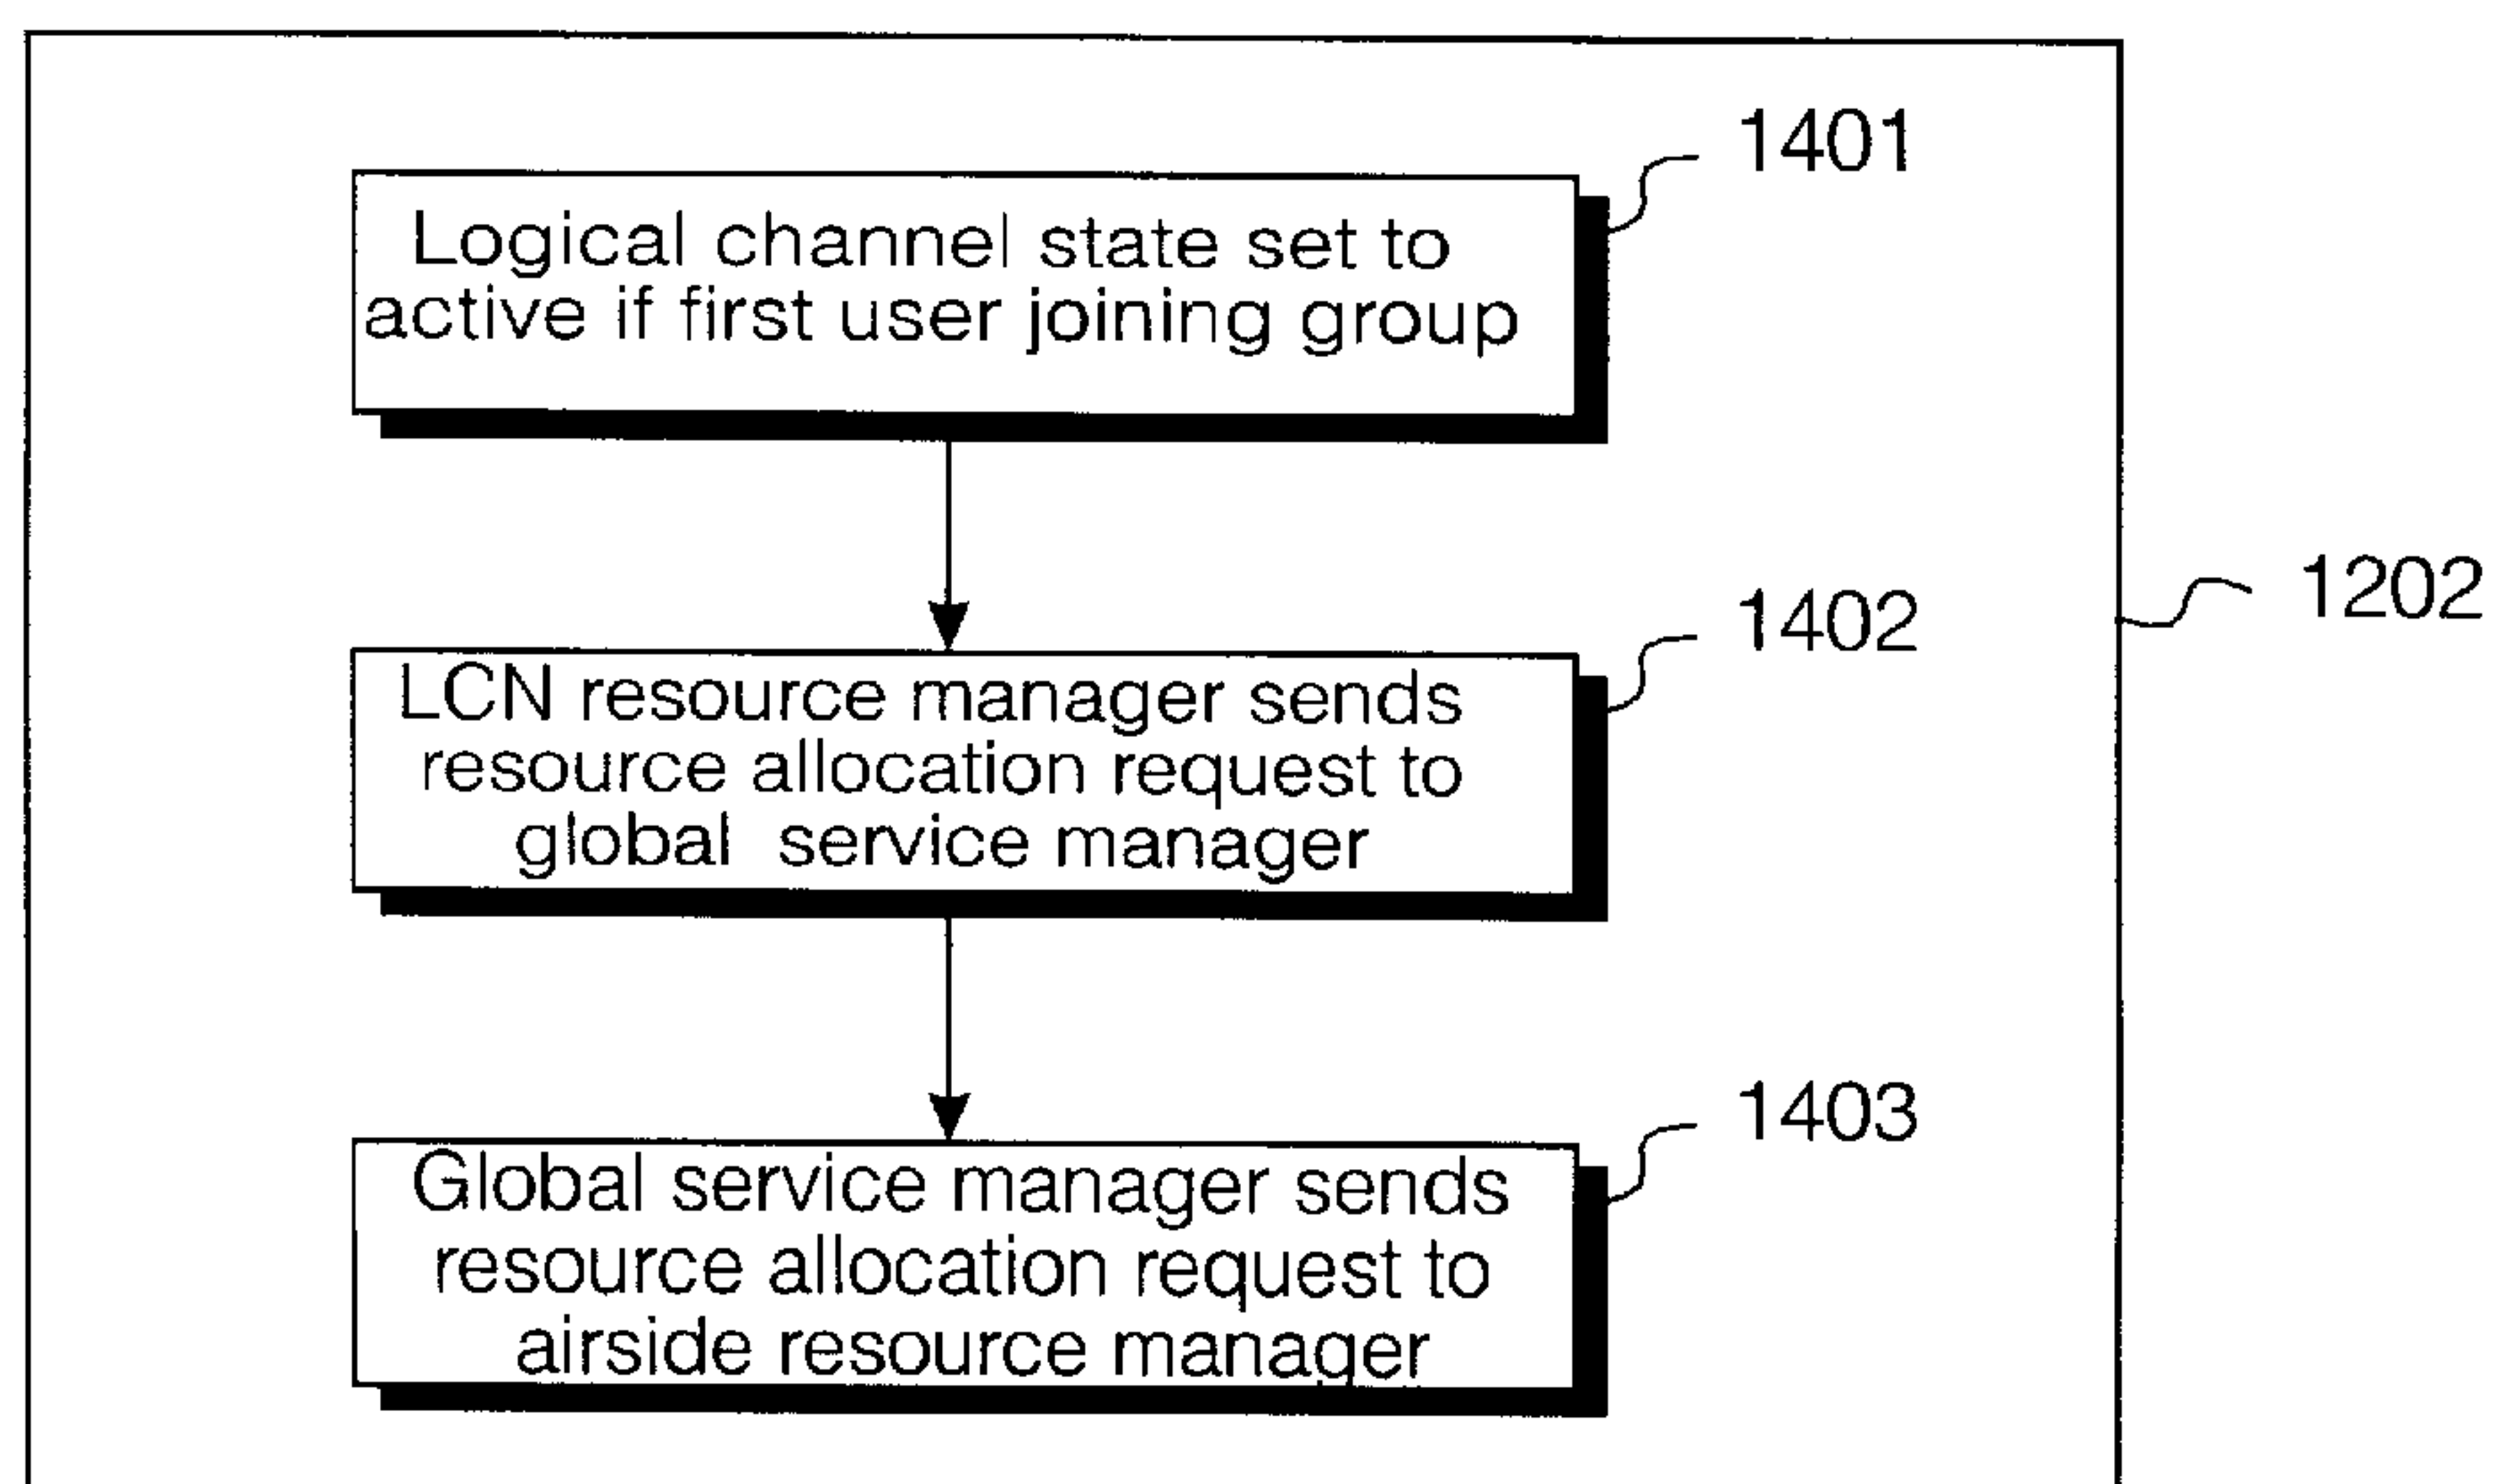 1401
Logical channel state set to
active if first user joining group
1202
1402
LCN resource manager sends
resource allocation request to
global service manager
1403
Global service manager sends
resource allocation request to
airside resource manager